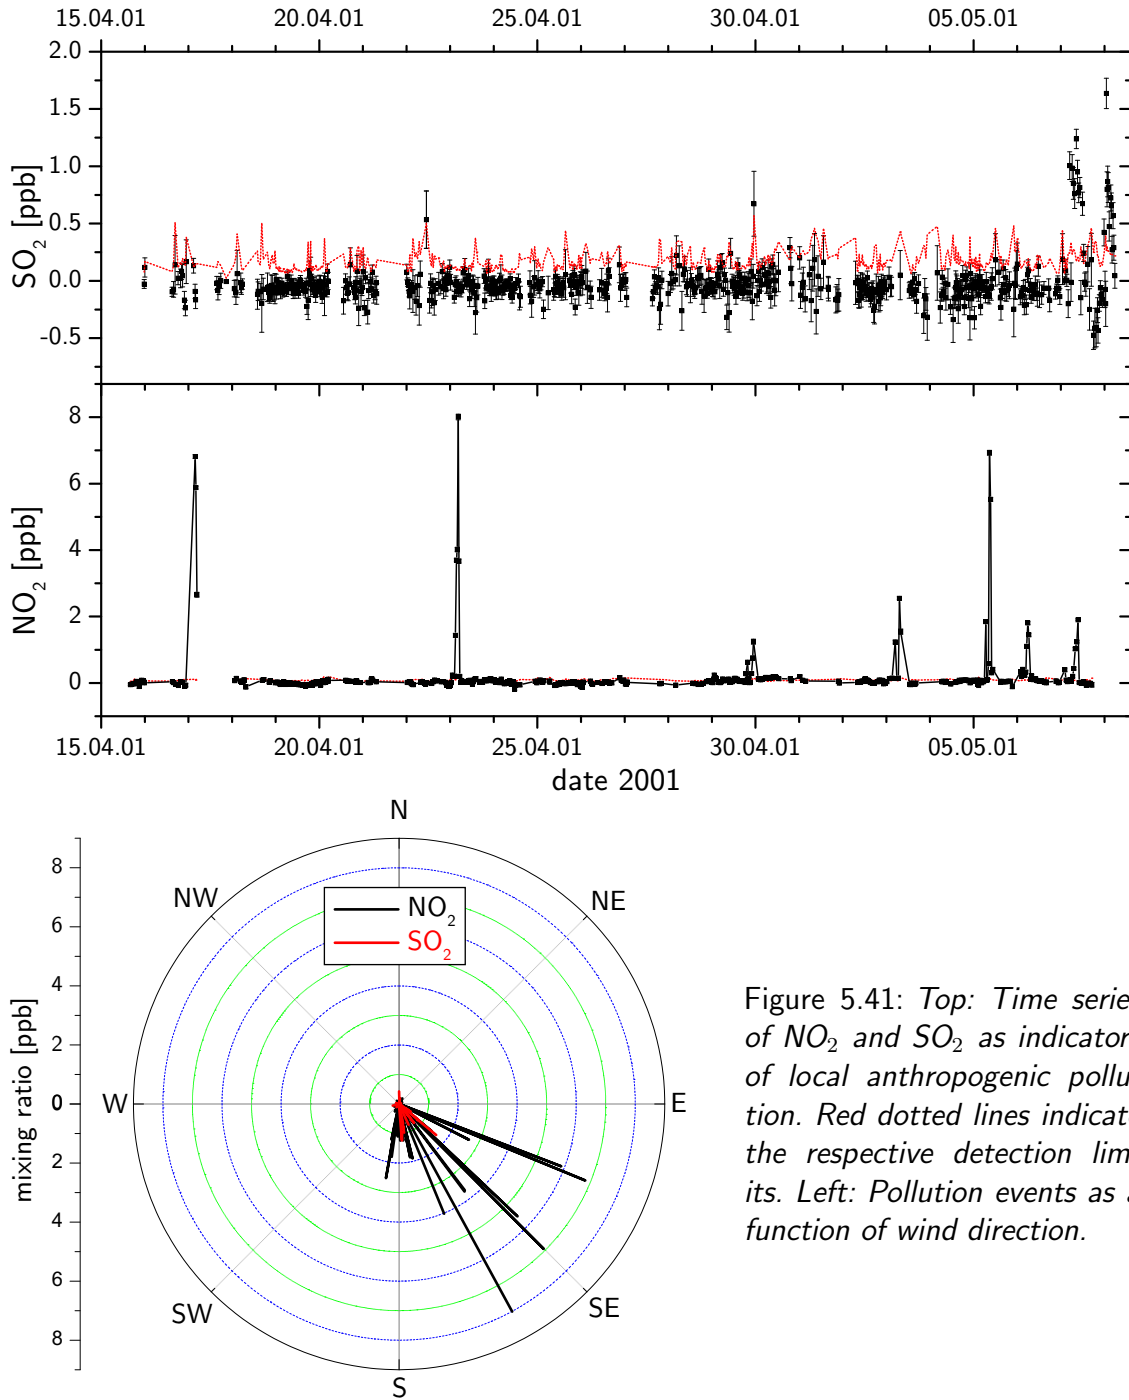 15.04.01 20.04.01 25.04.01 30.04.01 05.05.01
2.0
1.5
1.0
0.5
0.0
-0.5
SO₂ [ppb]
8
6
4
2
0
NO₂ [ppb]
15.04.01 20.04.01 25.04.01 30.04.01 05.05.01
date 2001
N
NW
NE
W
E
SW
SE
S
NO₂
SO₂
8
6
4
2
0
2
4
6
8
mixing ratio [ppb]
Figure 5.41: Top: Time serie
of NO₂ and SO₂ as indicator
of local anthropogenic pollu-
tion. Red dotted lines indicate
the respective detection lim-
its. Left: Pollution events as a
function of wind direction.